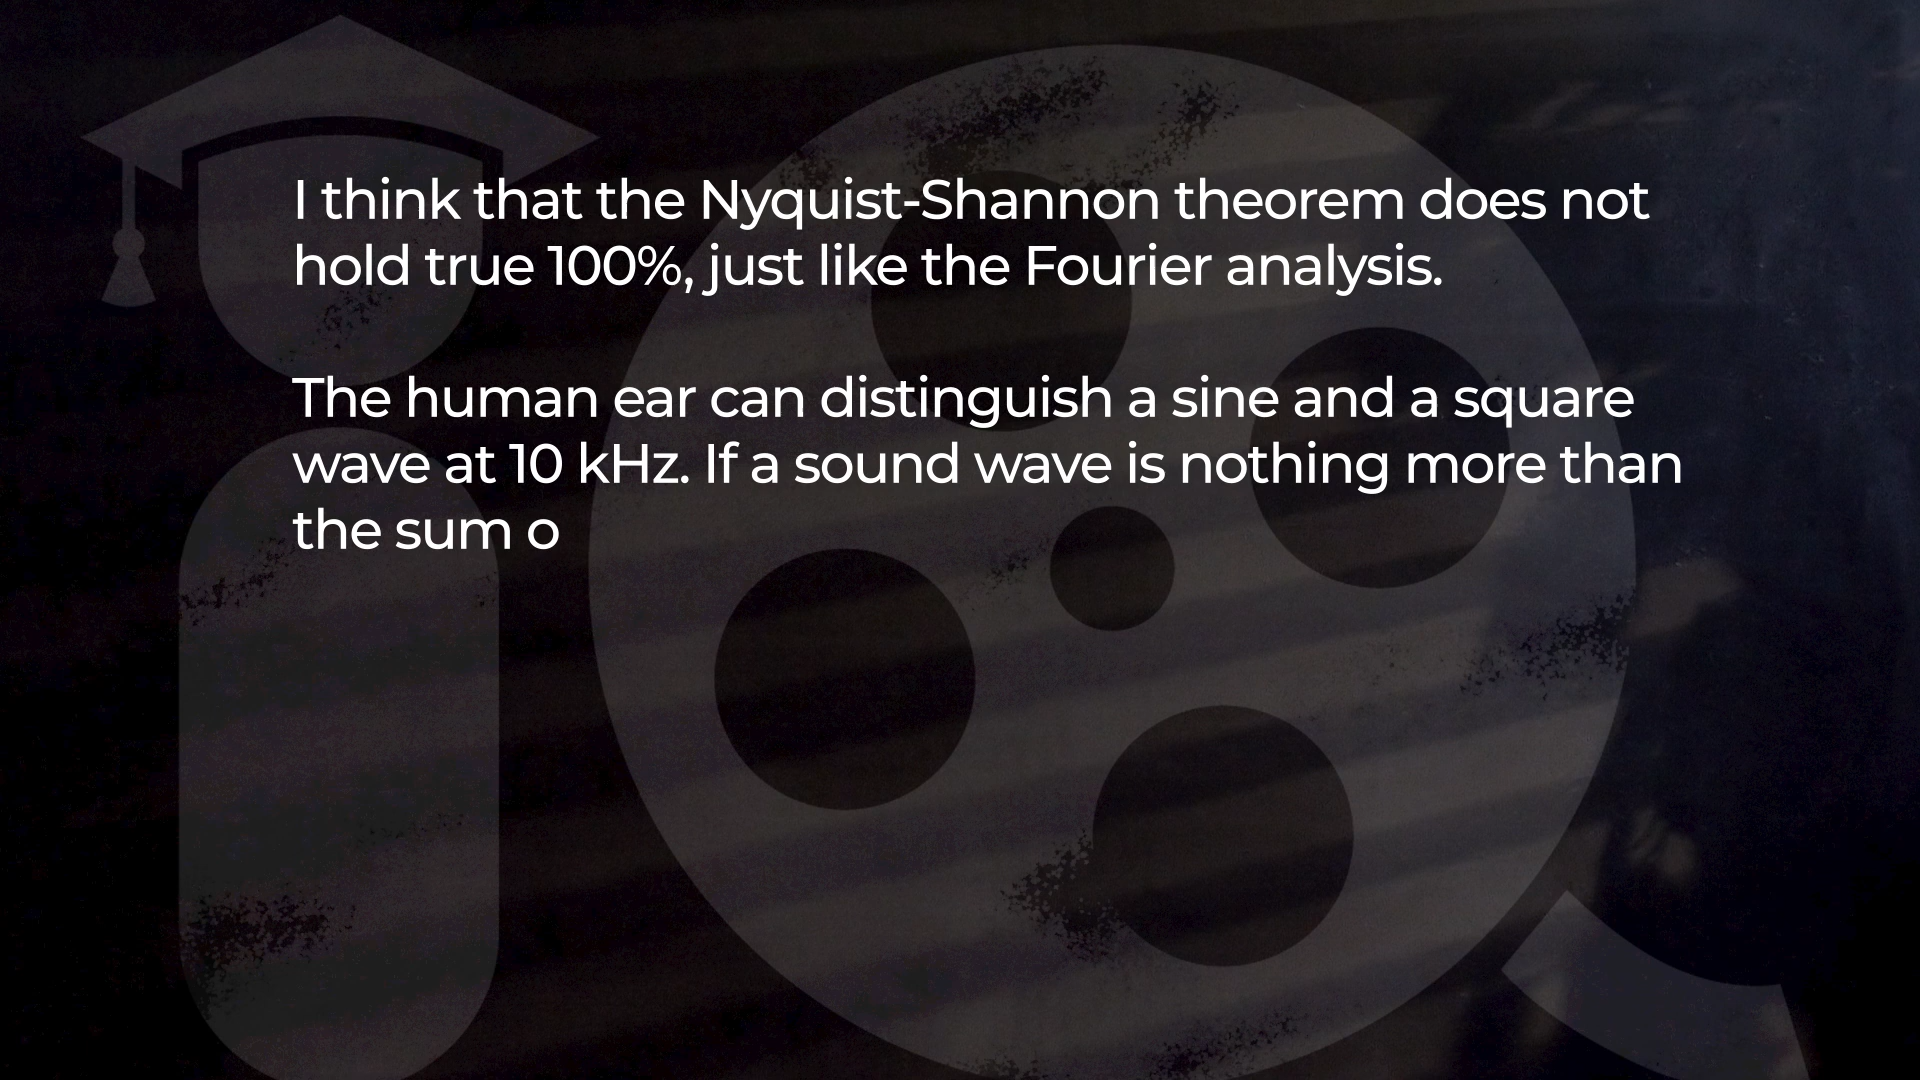 I think that the Nyquist-Shannon theorem does not
hold true 100%, just like the Fourier analysis.
The human ear can distinguish a sine and a square
wave at 10 kHz. If a sound wave is nothing more than
the sum o